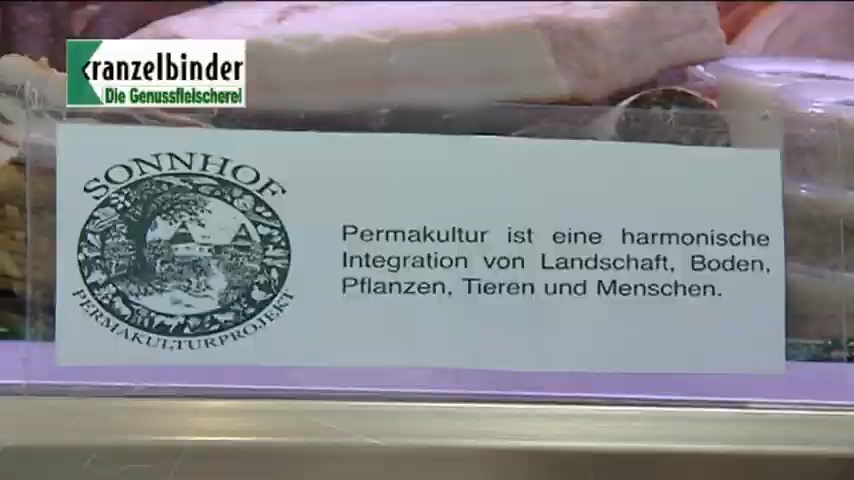 Kranzelbinder
Die Genussfleischerei
SONNHOF
PERMAKULTURPROJEKT
Permakultur ist eine harmonische
Integration von Landschaft, Boden,
Pflanzen, Tieren und Menschen.